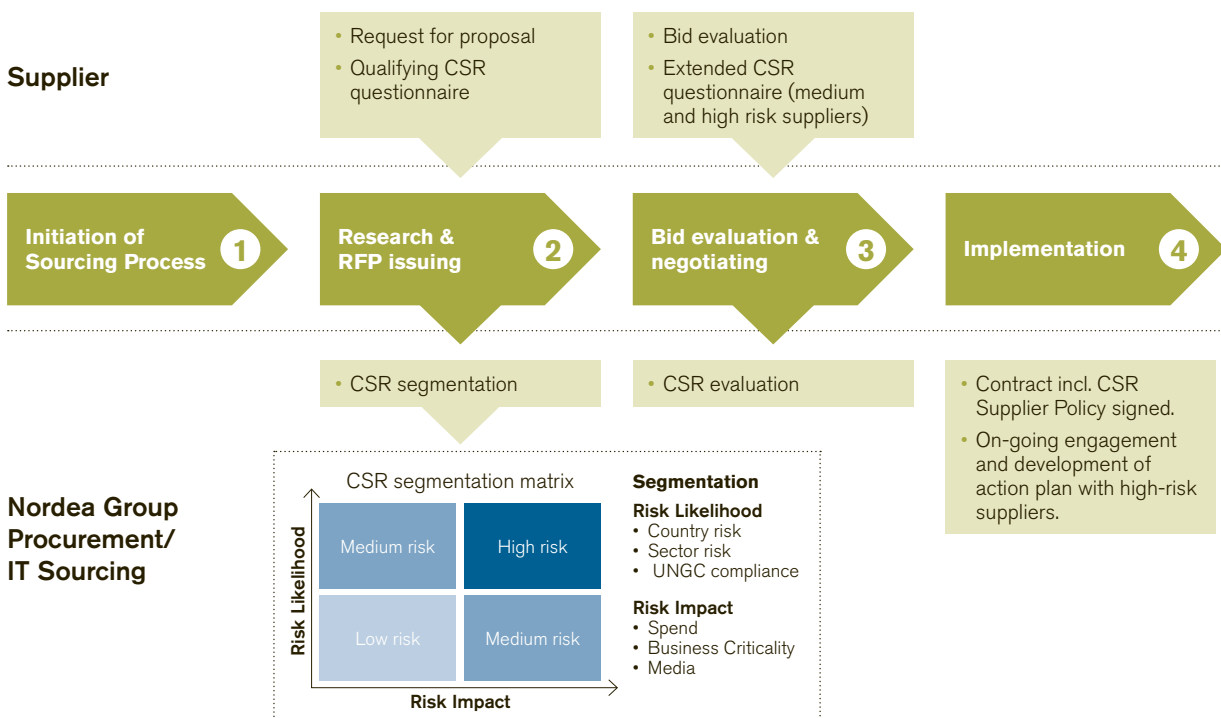 Supplier
• Request for proposal
• Qualifying CSR
questionnaire
• Bid evaluation
• Extended CSR
questionnaire (medium
and high risk suppliers)
Initiation of
Sourcing Process
1
Research &
RFP issuing
2
Bid evaluation &
negotiating
3
Implementation
4
Nordea Group
Procurement/
IT Sourcing
• CSR segmentation
• CSR evaluation
• Contract incl. CSR
Supplier Policy signed.
• On-going engagement
and development of
action plan with high-risk
suppliers.
CSR segmentation matrix
Risk Likelihood
Medium risk
High risk
Low risk
Medium risk
Risk Impact
Segmentation
Risk Likelihood
• Country risk
• Sector risk
• UNGC compliance
Risk Impact
• Spend
• Business Criticality
• Media